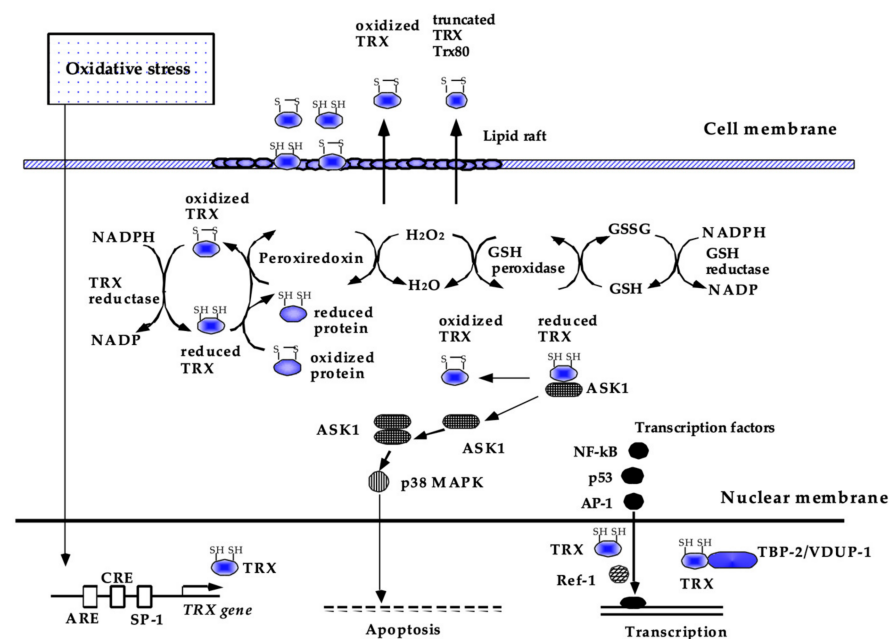 oxidized
TRX
truncated
TRX
Trx80
Oxidative stress
S S
S S
S S
SH SH
Lipid raft
Cell membrane
SH SH
S S
oxidized
TRX
S S
NADPH
Peroxiredoxin
H2O2
GSSG
NADPH
GSH
peroxidase
GSH
reductase
TRX
reductase
H2O
GSH
NADP
SH SH
SH SH
reduced
protein
NADP
reduced
TRX
S S
oxidized
protein
oxidized
TRX
reduced
TRX
S S
SH SH
ASK1
ASK1
ASK1
Transcription factors
NF-kB
p53
AP-1
p38 MAPK
Nuclear membrane
SH SH
TRX
SH SH
TRX
SH SH
TBP-2/VDUP-1
Ref-1
TRX
CRE
ARE
SP-1
TRX gene
Apoptosis
Transcription